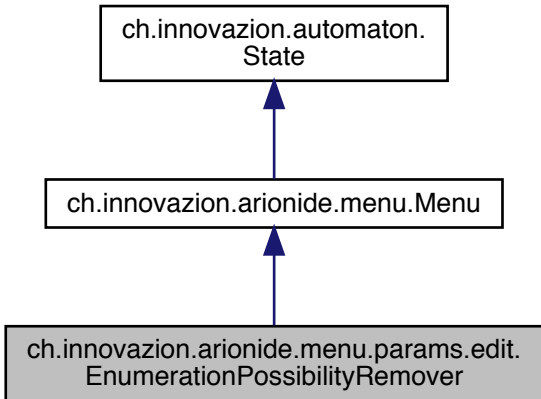 ch.innovazion.automaton.
State
ch.innovazion.arionide.menu.Menu
ch.innovazion.arionide.menu.params.edit.
EnumerationPossibilityRemover